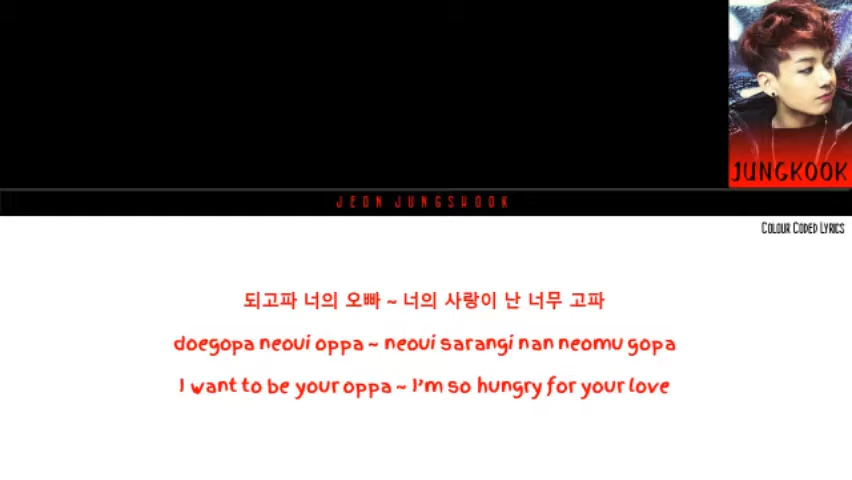 JUNGKOOK
JEON JUNGSHOOK
COLOUR CODED LYRICS
되고파 너의 오빠 ~ 너의 사랑이 난 너무 고파
doegopa neoui oppa ~ neoui sarangi nan neomu gopa
I want to be your oppa ~ I'm so hungry for your love